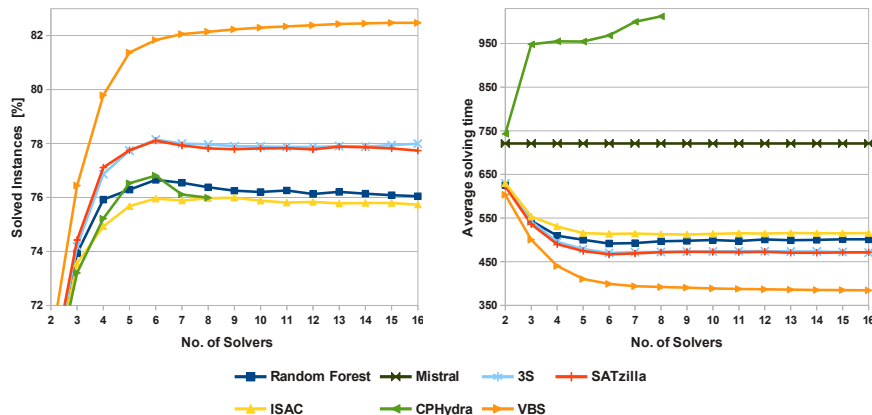 82
80
78
76
74
72
Solved Instances [%]
2 3 4 5 6 7 8 9 10 11 12 13 14 15 16
No. of Solvers
950
850
750
650
550
450
350
Average solving time
2 3 4 5 6 7 8 9 10 11 12 13 14 15 16
No. of Solvers
Random Forest Mistral 3S SATzilla
ISAC CPHydra VBS